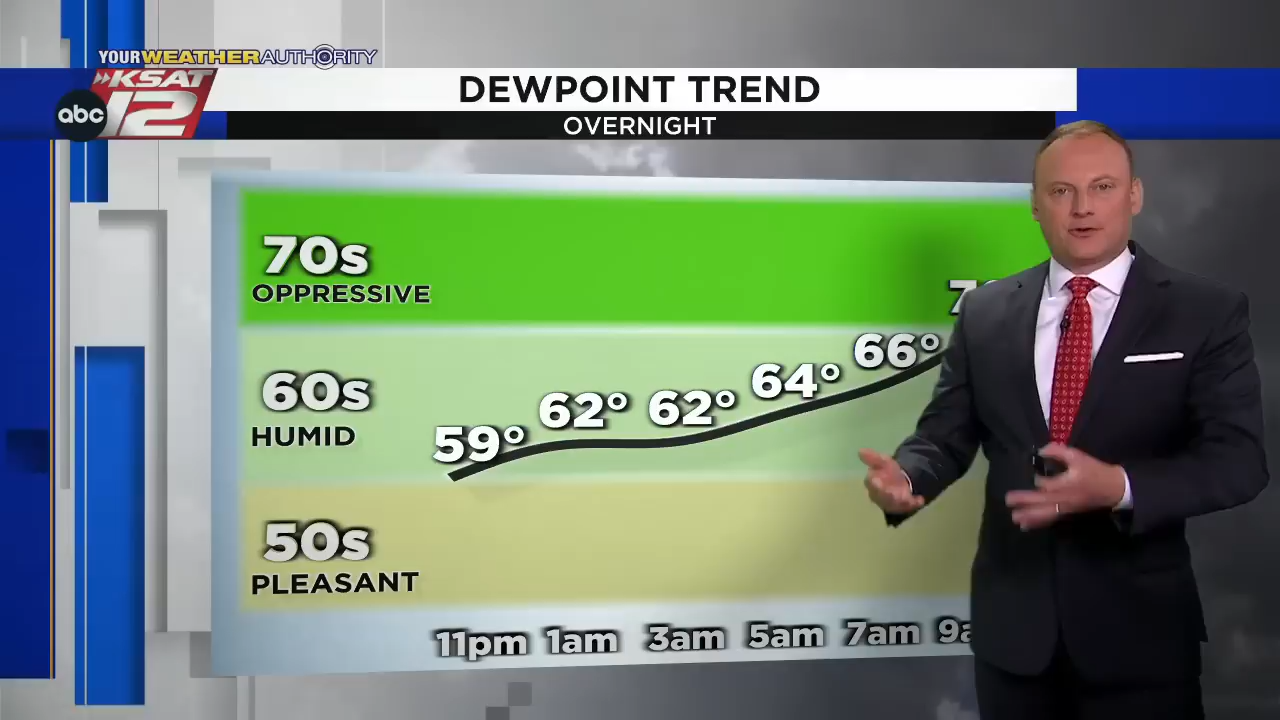 YOUR WEATHER AUTHORITY
KSAT
abc 12
DEWPOINT TREND
OVERNIGHT
70s
OPPRESSIVE
60s
HUMID
50s
PLEASANT
59° 62° 62° 64° 66°
11pm 1am 3am 5am 7am